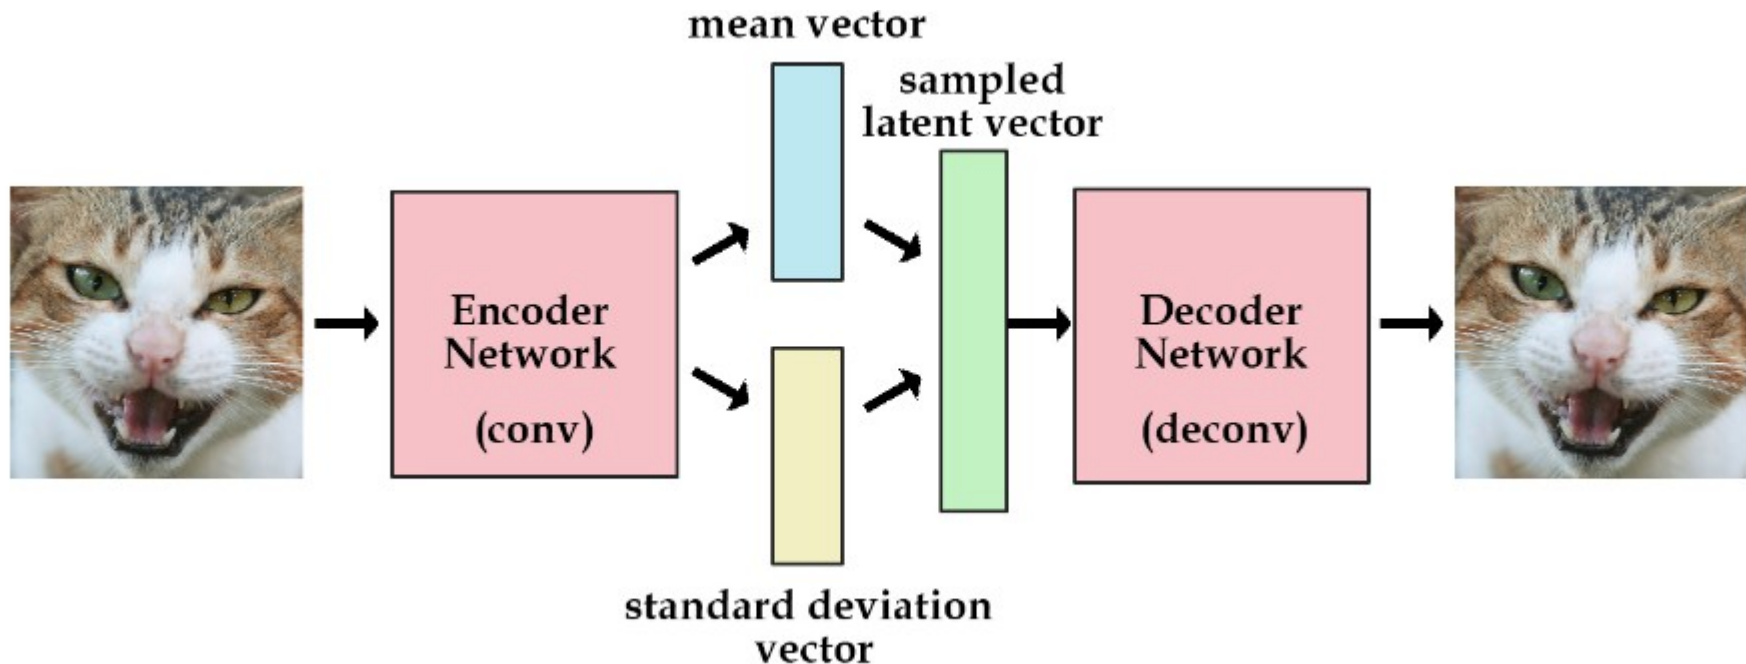 mean vector
sampled
latent vector
Encoder
Network
(conv)
Decoder
Network
(deconv)
standard deviation
vector